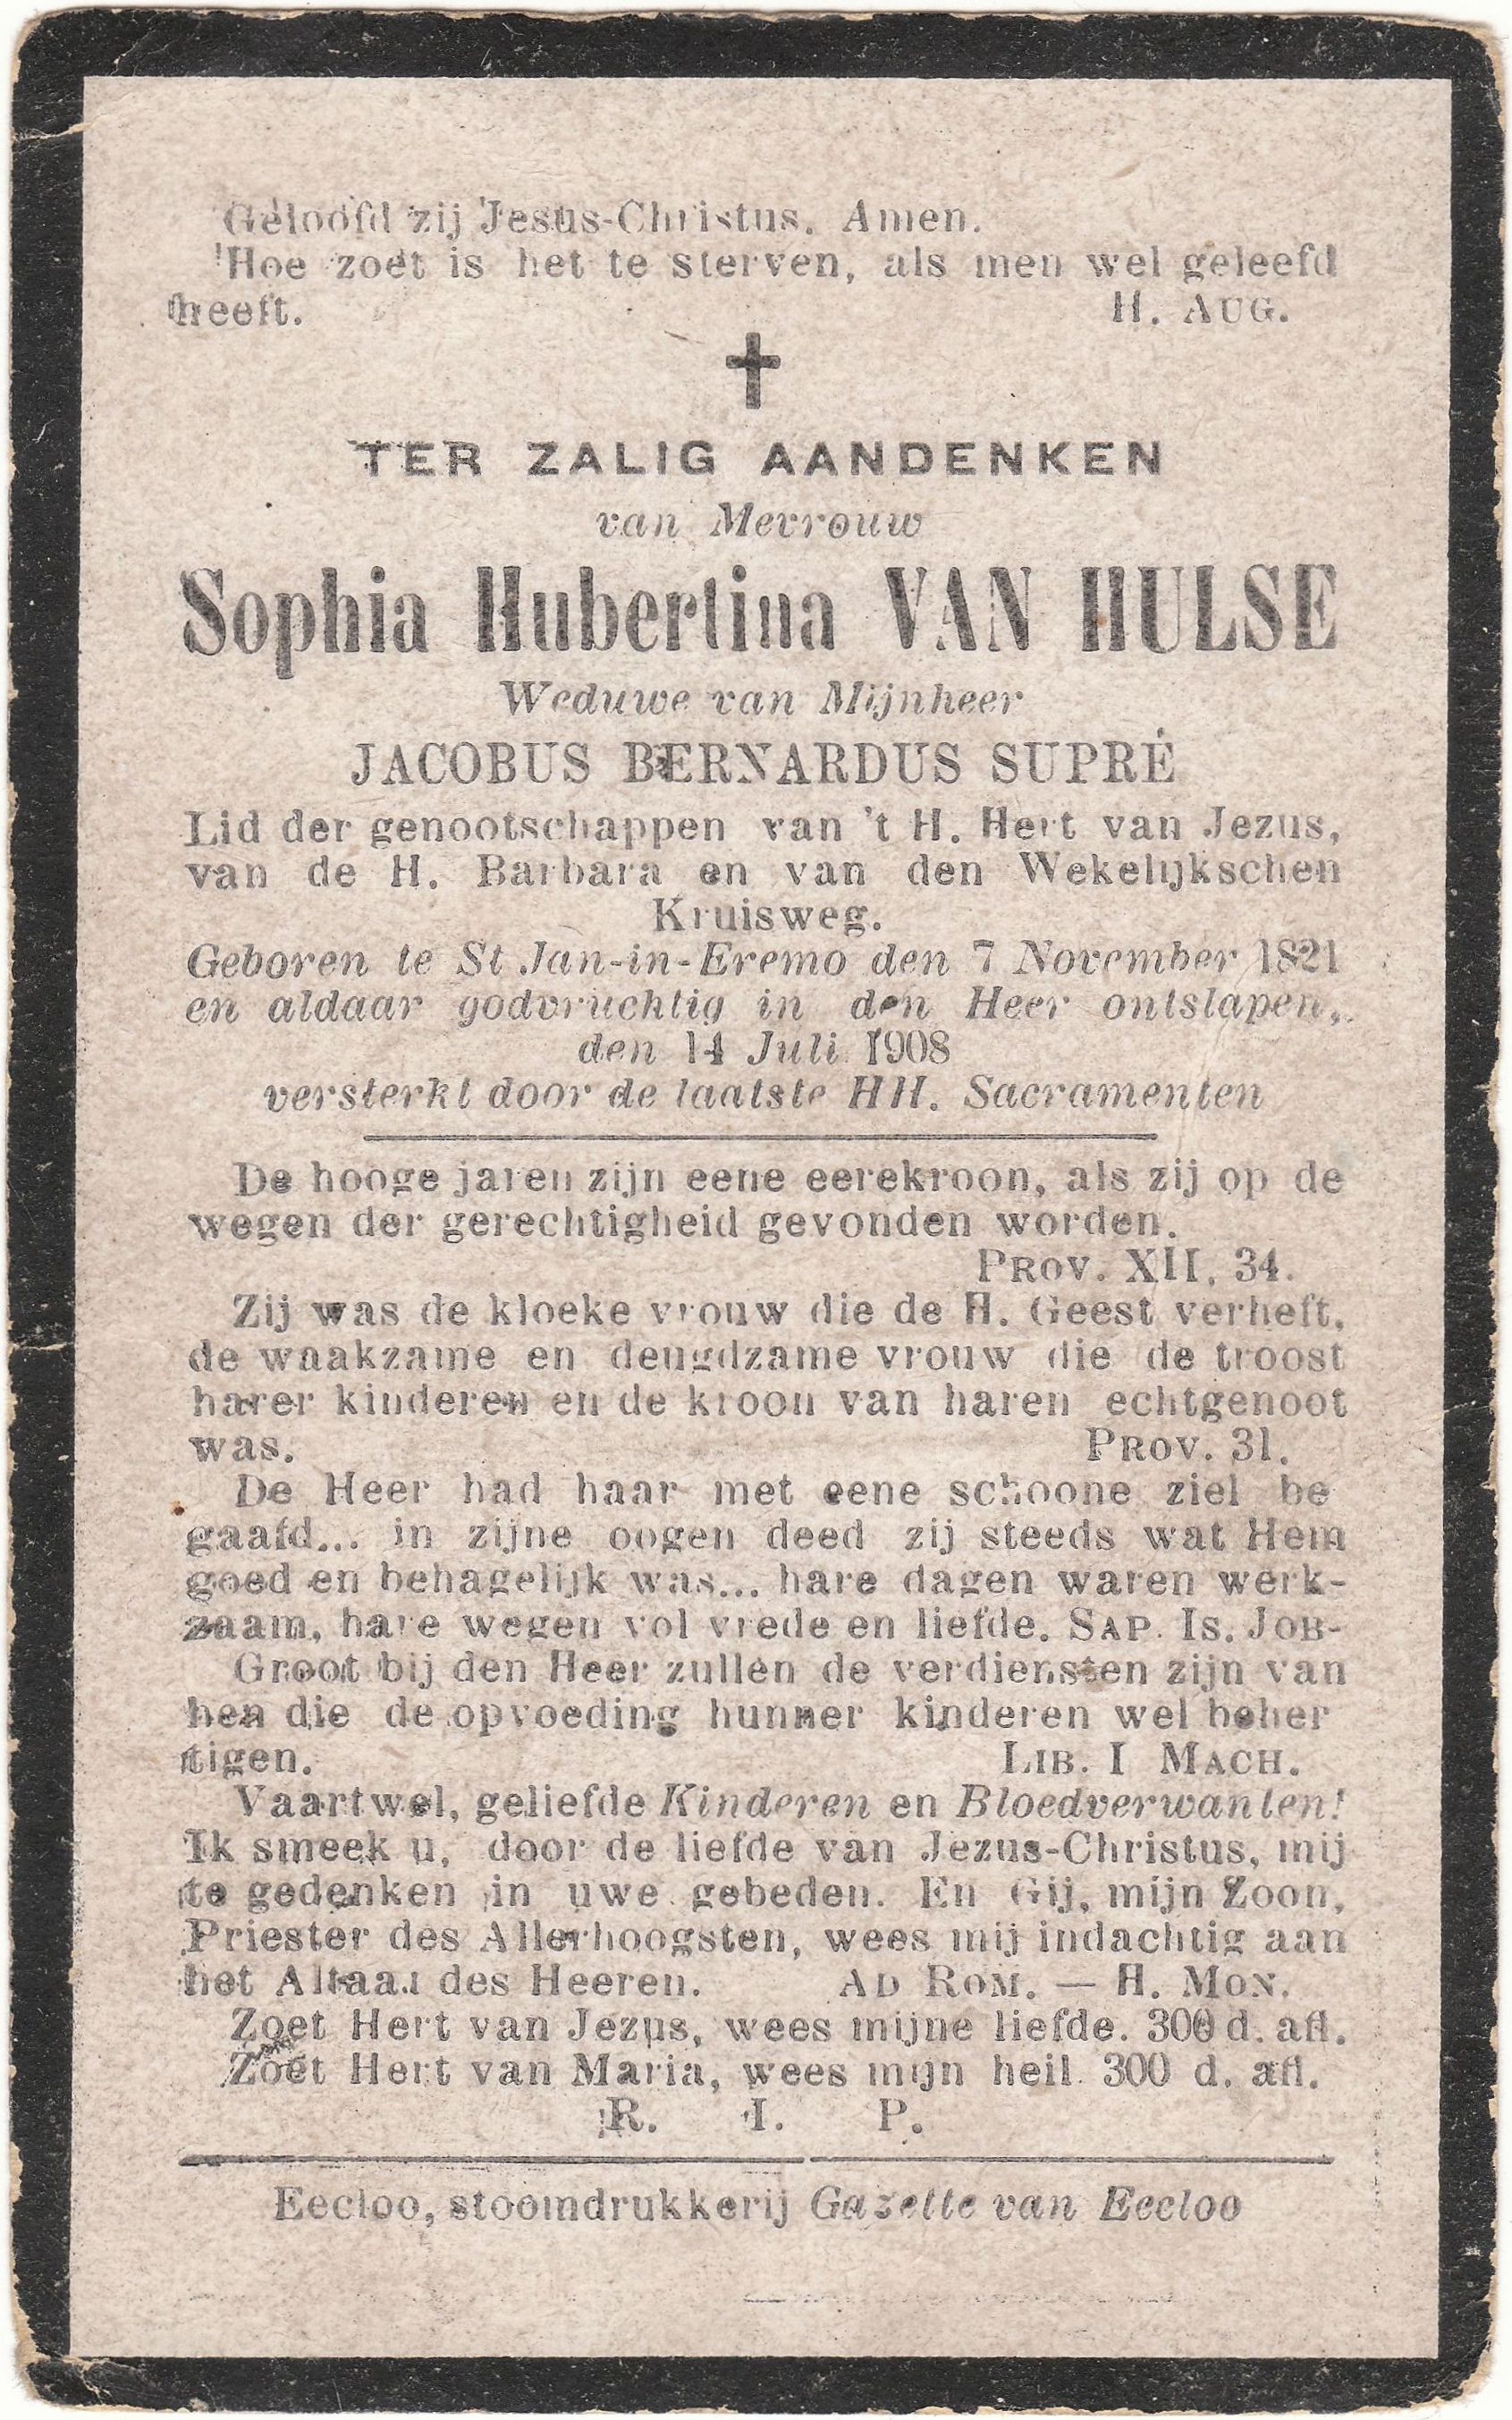 Geloofd zij Jesus-Christus. Amen.
Hoe zoet is het te sterven, als men wel geleefd
heeft. H. AUG.
TER ZALIG AANDENKEN
van Mevrouw
Sophia Hubertina VAN HULSE
Weduwe van Mijnheer
JACOBUS BERNARDUS SUPRÉ
Lid der genootschappen van 't H. Hert van Jezus,
van de H. Barbara en van den Wekelijkschen
Kruisweg.
Geboren te St Jan-in-Eremo den 7 November 1821
en aldaar godvruchtig in den Heer ontslapen,
den 14 Juli 1908
versterkt door de laatste HH. Sacramenten
De hooge jaren zijn eene eerekroon, als zij op de
wegen der gerechtigheid gevonden worden.
PROV. XII, 34.
Zij was de kloeke vrouw die de H. Geest verheft,
de waakzame en deugdzame vrouw die de troost
harer kinderen en de kroon van haren echtgenoot
was. PROV. 31.
De Heer had haar met eene schoone ziel be
gaafd... in zijne oogen deed zij steeds wat Hem
goed en behagelijk was... hare dagen waren werk-
zaam, hare wegen vol vrede en liefde. SAP. IS. JOB-
Groot bij den Heer zullen de verdiensten zijn van
hen die de opvoeding hunner kinderen wel beher
tigen. LIB. I MACH.
Vaartwel, geliefde Kinderen en Bloedverwanten!
Ik smeek u, door de liefde van Jezus-Christus, mij
te gedenken in uwe gebeden. En Gij, mijn Zoon,
Priester des Allerhoogsten, wees mij indachtig aan
het Altaar des Heeren. AD ROM. — H. MON.
Zoet Hert van Jezus, wees mijne liefde. 300 d. afl.
Zoet Hert van Maria, wees mijn heil. 300 d. afl.
R. I. P.
Eecloo, stoomdrukkerij Gazette van Eecloo